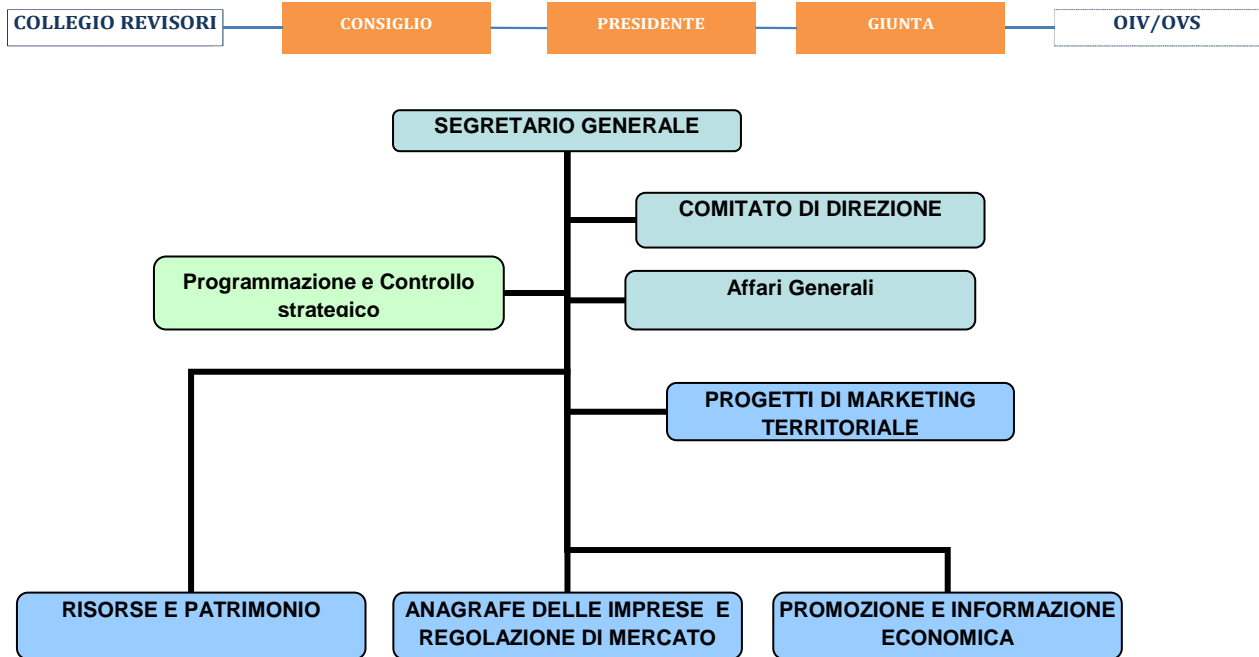 COLLEGIO REVISORI
CONSIGLIO
PRESIDENTE
GIUNTA
OIV/OVS
SEGRETARIO GENERALE
COMITATO DI DIREZIONE
Programmazione e Controllo
strategico
Affari Generali
PROGETTI DI MARKETING
TERRITORIALE
RISORSE E PATRIMONIO
ANAGRAFE DELLE IMPRESE E
REGOLAZIONE DI MERCATO
PROMOZIONE E INFORMAZIONE
ECONOMICA